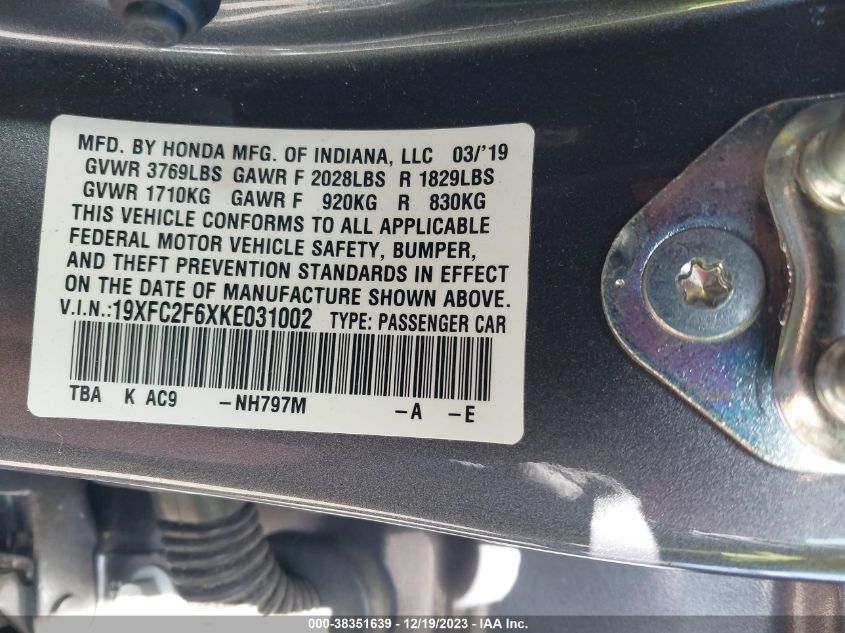 MFD. BY HONDA MFG. OF INDIANA, LLC 03/'19
GVWR 3769LBS GAWR F 2028LBS R 1829LBS
GVWR 1710KG GAWR F 920KG R 830KG
THIS VEHICLE CONFORMS TO ALL APPLICABLE
FEDERAL MOTOR VEHICLE SAFETY, BUMPER,
AND THEFT PREVENTION STANDARDS IN EFFECT
ON THE DATE OF MANUFACTURE SHOWN ABOVE.
V.I.N.:19XFC2F6XKE031002 TYPE: PASSENGER CAR
TBA K AC9 -NH797M -A -E
000-38351639 - 12/19/2023 - IAA Inc.